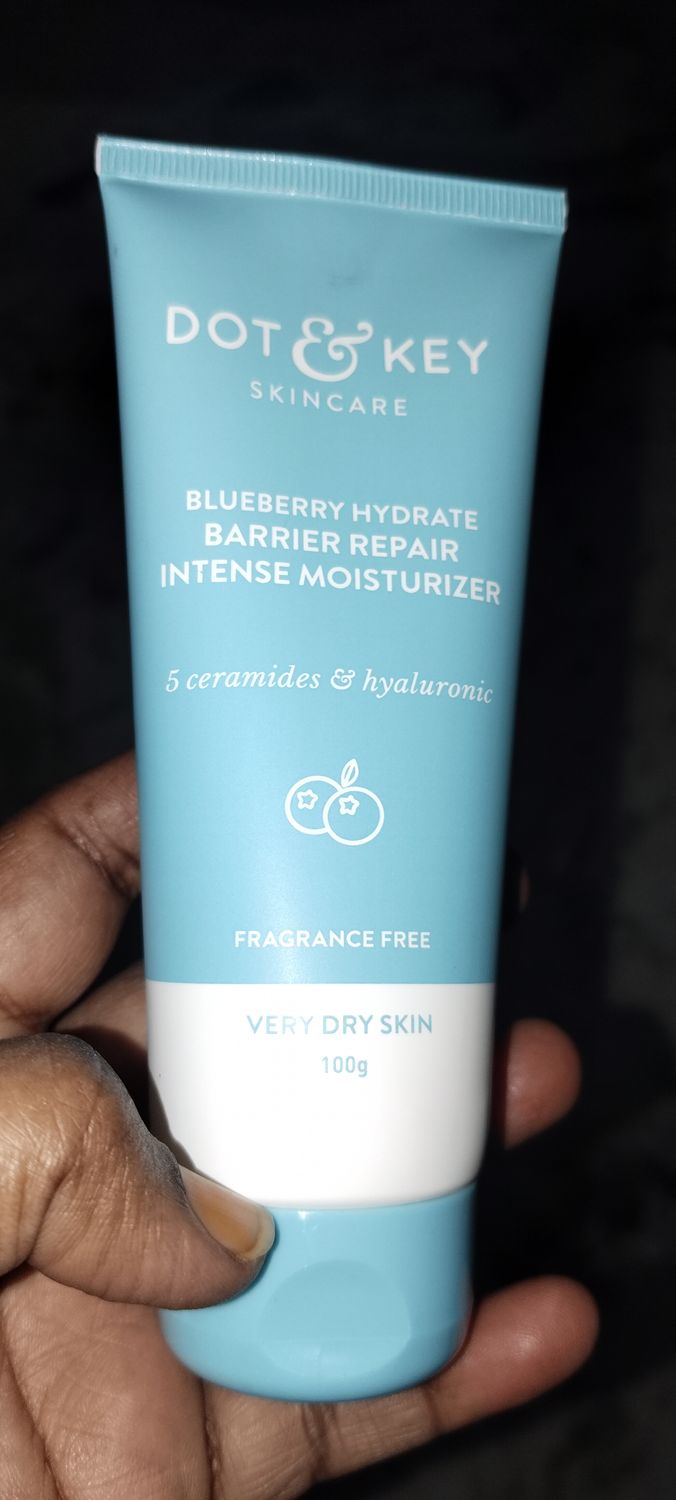 DOT & KEY
SKINCARE
BLUEBERRY HYDRATE
BARRIER REPAIR
INTENSE MOISTURIZER
5 ceramides & hyaluronic
FRAGRANCE FREE
VERY DRY SKIN
100g